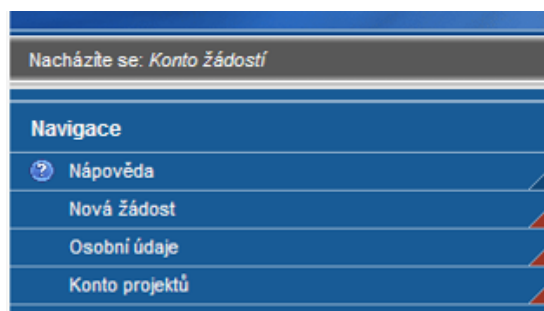 Nacházíte se: Konto žádostí
Navigace
Nápověda
Nová žádost
Osobní údaje
Konto projektů